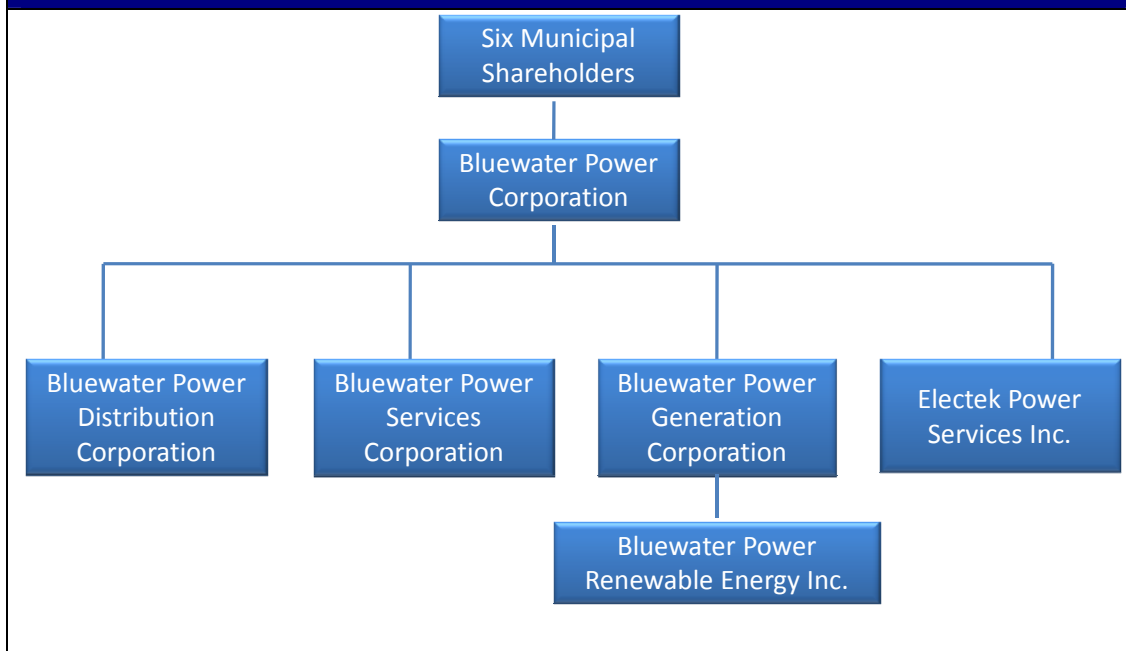 Six Municipal
Shareholders
Bluewater Power
Corporation
Bluewater Power
Distribution
Corporation
Bluewater Power
Services
Corporation
Bluewater Power
Generation
Corporation
Electek Power
Services Inc.
Bluewater Power
Renewable Energy Inc.